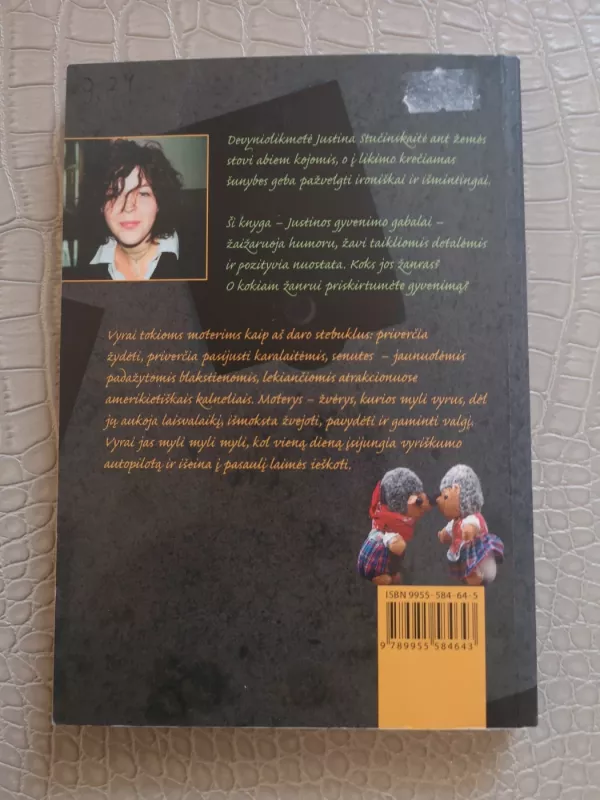 9.24
Devyniolikmetė Justina Stučinskaitė ant žemės
stovi abiem kojomis, o į likimo krečiamas
šunybes geba pažvelgti ironiškai ir išmintingai.
Ši knyga – Justinos gyvenimo gabalai –
žaižaruoja humoru, žavi taikliomis detalėmis
ir pozityvia nuostata. Koks jos žanras?
O kokiam žanrui priskirtumėte gyvenimą?
Vyrai tokioms moterims kaip aš daro stebuklus: priverčia
žydėti, priverčia pasijusti karalaitėmis, senutes – jaunuolėmis
padažytomis blakstienomis, lekiančiomis atrakcionuose
amerikietiškais kalneliais. Moterys – žvėrys, kurios myli vyrus, dėl
jų aukoja laisvalaikį, išmoksta žvejoti, pavydėti ir gaminti valgį.
Vyrai jas myli myli myli, kol vieną dieną įsijungia vyriškumo
autopilotą ir išeina į pasaulį laimės ieškoti.
ISBN 9955-584-64-5
9 789955 584643